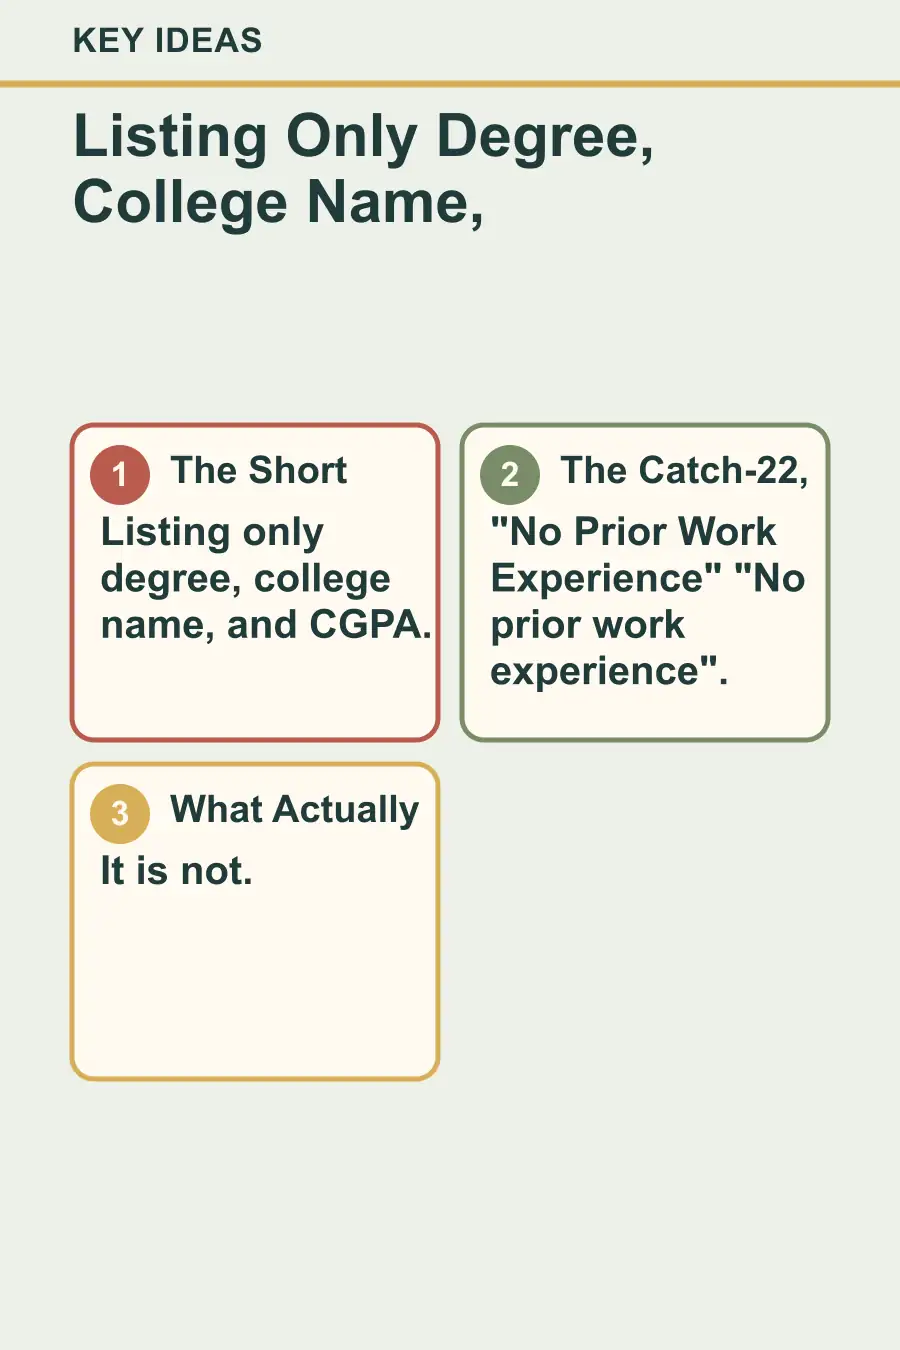 KEY IDEAS
Listing Only Degree,
College Name,
1 The Short
Listing only
degree, college
name, and CGPA.
2 The Catch-22,
"No Prior Work
Experience" "No
prior work
experience".
3 What Actually
It is not.